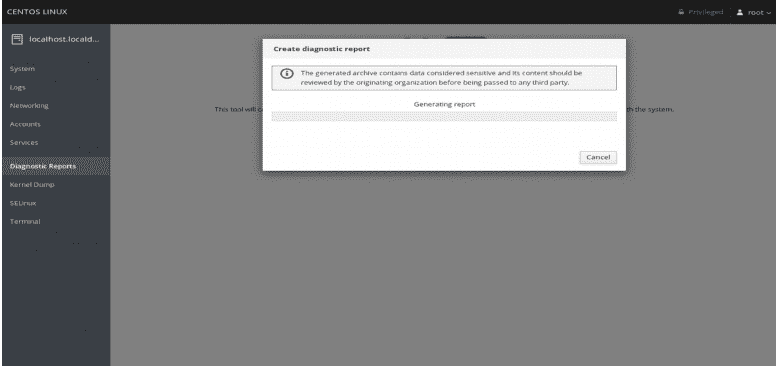 CENTOS LINUX
Privileged
root
localhost.locald...
System
Logs
Networking
Accounts
Services
Diagnostic Reports
Kernel Dump
SELinux
Terminal
Create diagnostic report
The generated archive contains data considered sensitive and its content should be
reviewed by the originating organization before being passed to any third party.
Generating report
This tool will c
th the system.
Cancel